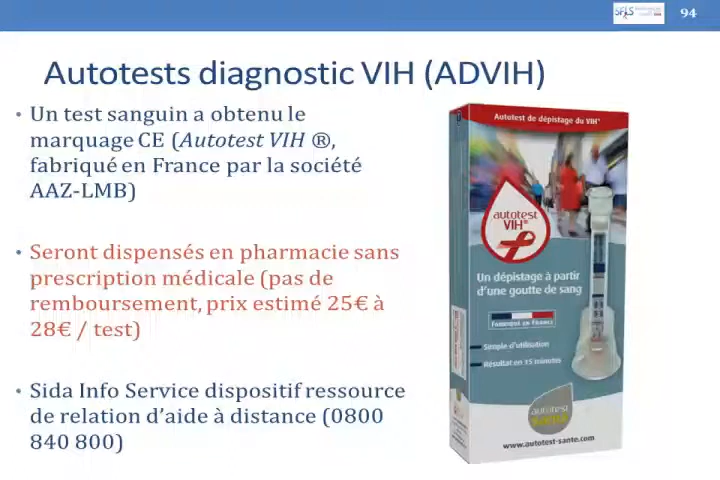 SFLS
94
Autotests diagnostic VIH (ADVIH)
• Un test sanguin a obtenu le
marquage CE (Autotest VIH ®,
fabriqué en France par la société
AAZ-LMB)
• Seront dispensés en pharmacie sans
prescription médicale (pas de
remboursement, prix estimé 25€ à
28€ / test)
• Sida Info Service dispositif ressource
de relation d’aide à distance (0800
840 800)
Autotest de dépistage du VIH*
autotest
VIH®
Un dépistage à partir
d'une goutte de sang
FABRIQUÉ EN FRANCE
Simple d'utilisation
Résultat en 15 minutes
autotest
www.autotest-sante.com